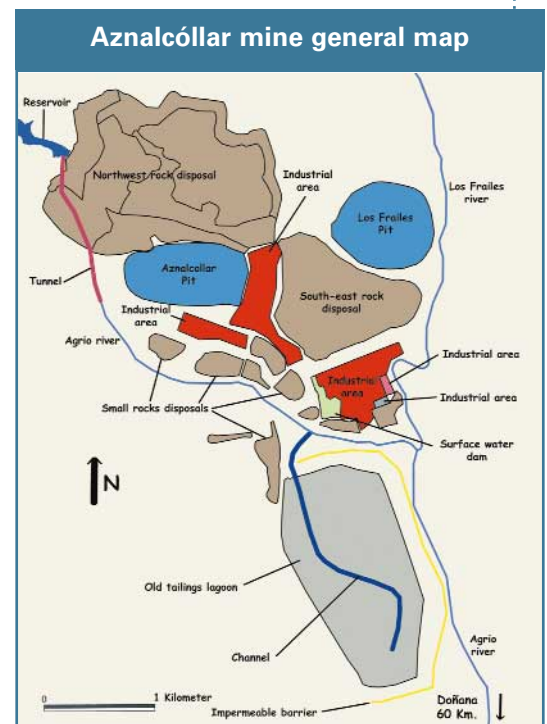 Aznalcóllar mine general map
Reservoir
Northwest rock disposal
Industrial
area
Los Frailes
river
Los Frailes
Pit
Tunnel
Aznalcollar
Pit
South-east rock
disposal
Industrial
area
Agrio river
Industrial area
Industrial
area
Industrial area
Small rocks disposals
Surface water
dam
N
Old tailings lagoon
Channel
Agrio
river
0
1 Kilometer
Impermeable barrier
Doñana
60 Km.